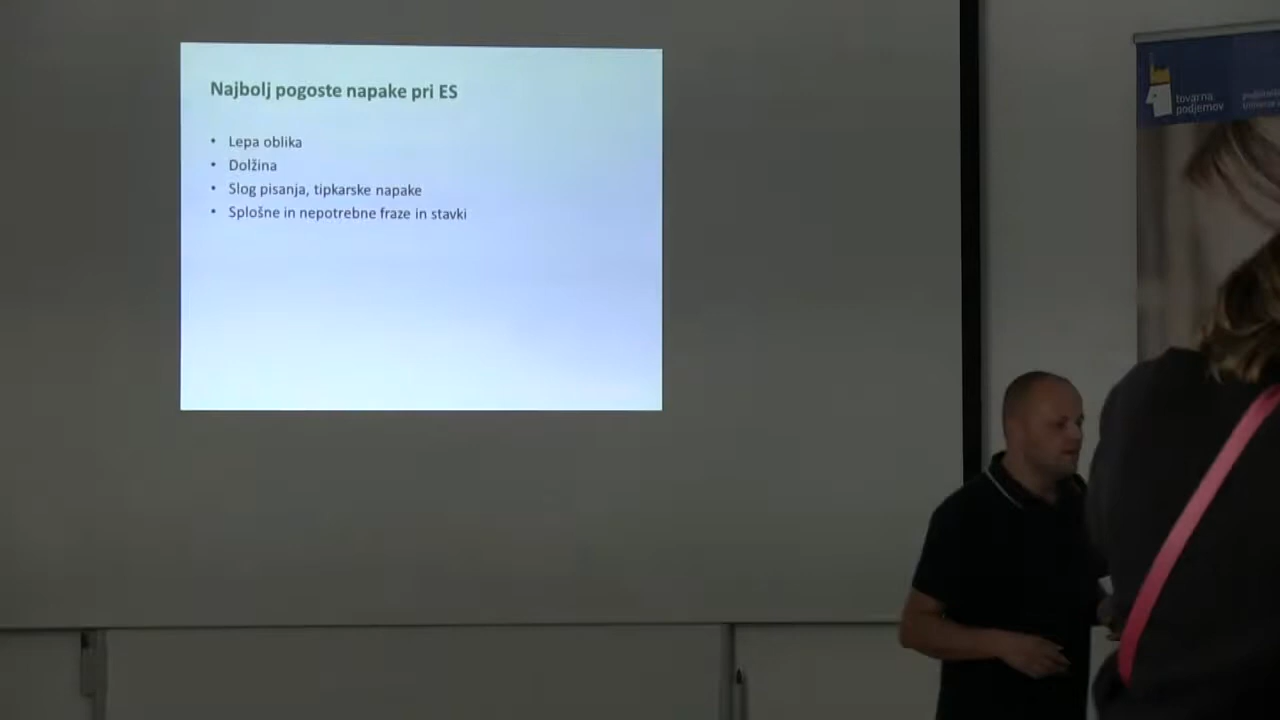 Najbolj pogoste napake pri ES
• Lepa oblika
• Dolžina
• Slog pisanja, tipkarske napake
• Splošne in nepotrebne fraze in stavki
tovarna
podjemov